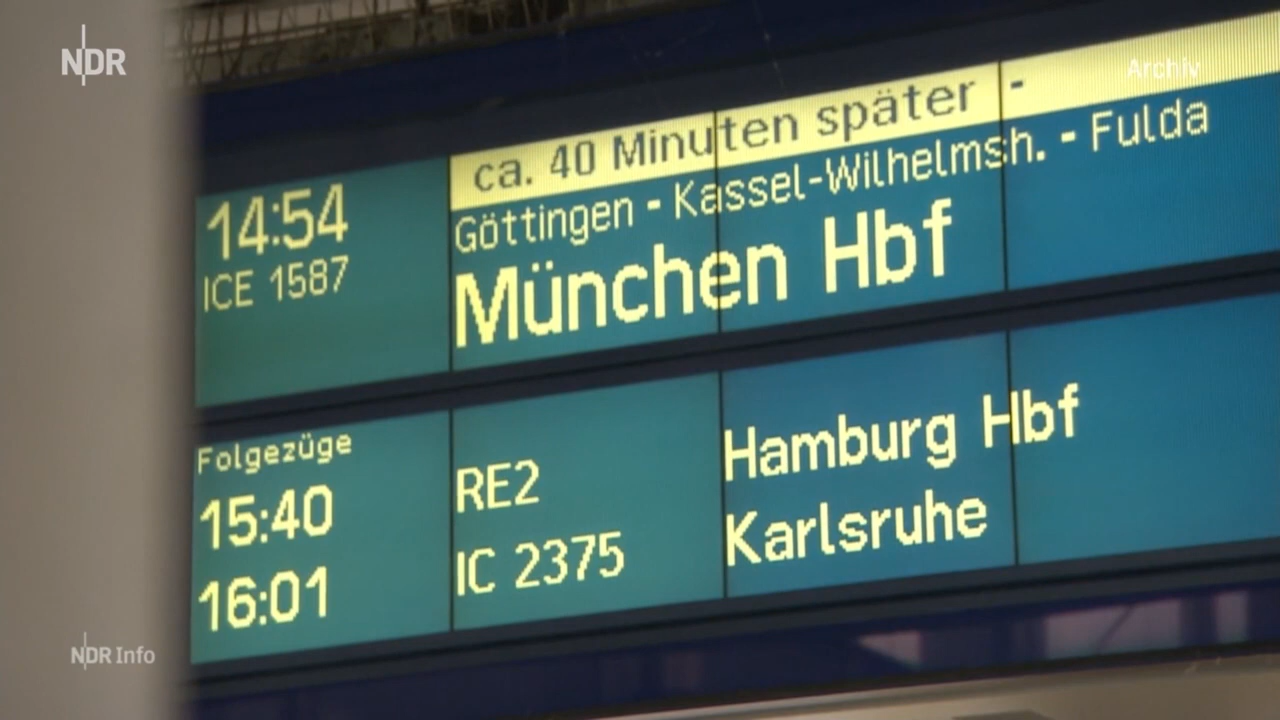 NDR
Archiv
ca. 40 Minuten später -          -
14:54
Göttingen - Kassel-Wilhelmsh. - Fulda
ICE 1587
München Hbf
Folgezüge
15:40 RE2 Hamburg Hbf
16:01 IC 2375 Karlsruhe
NDR Info